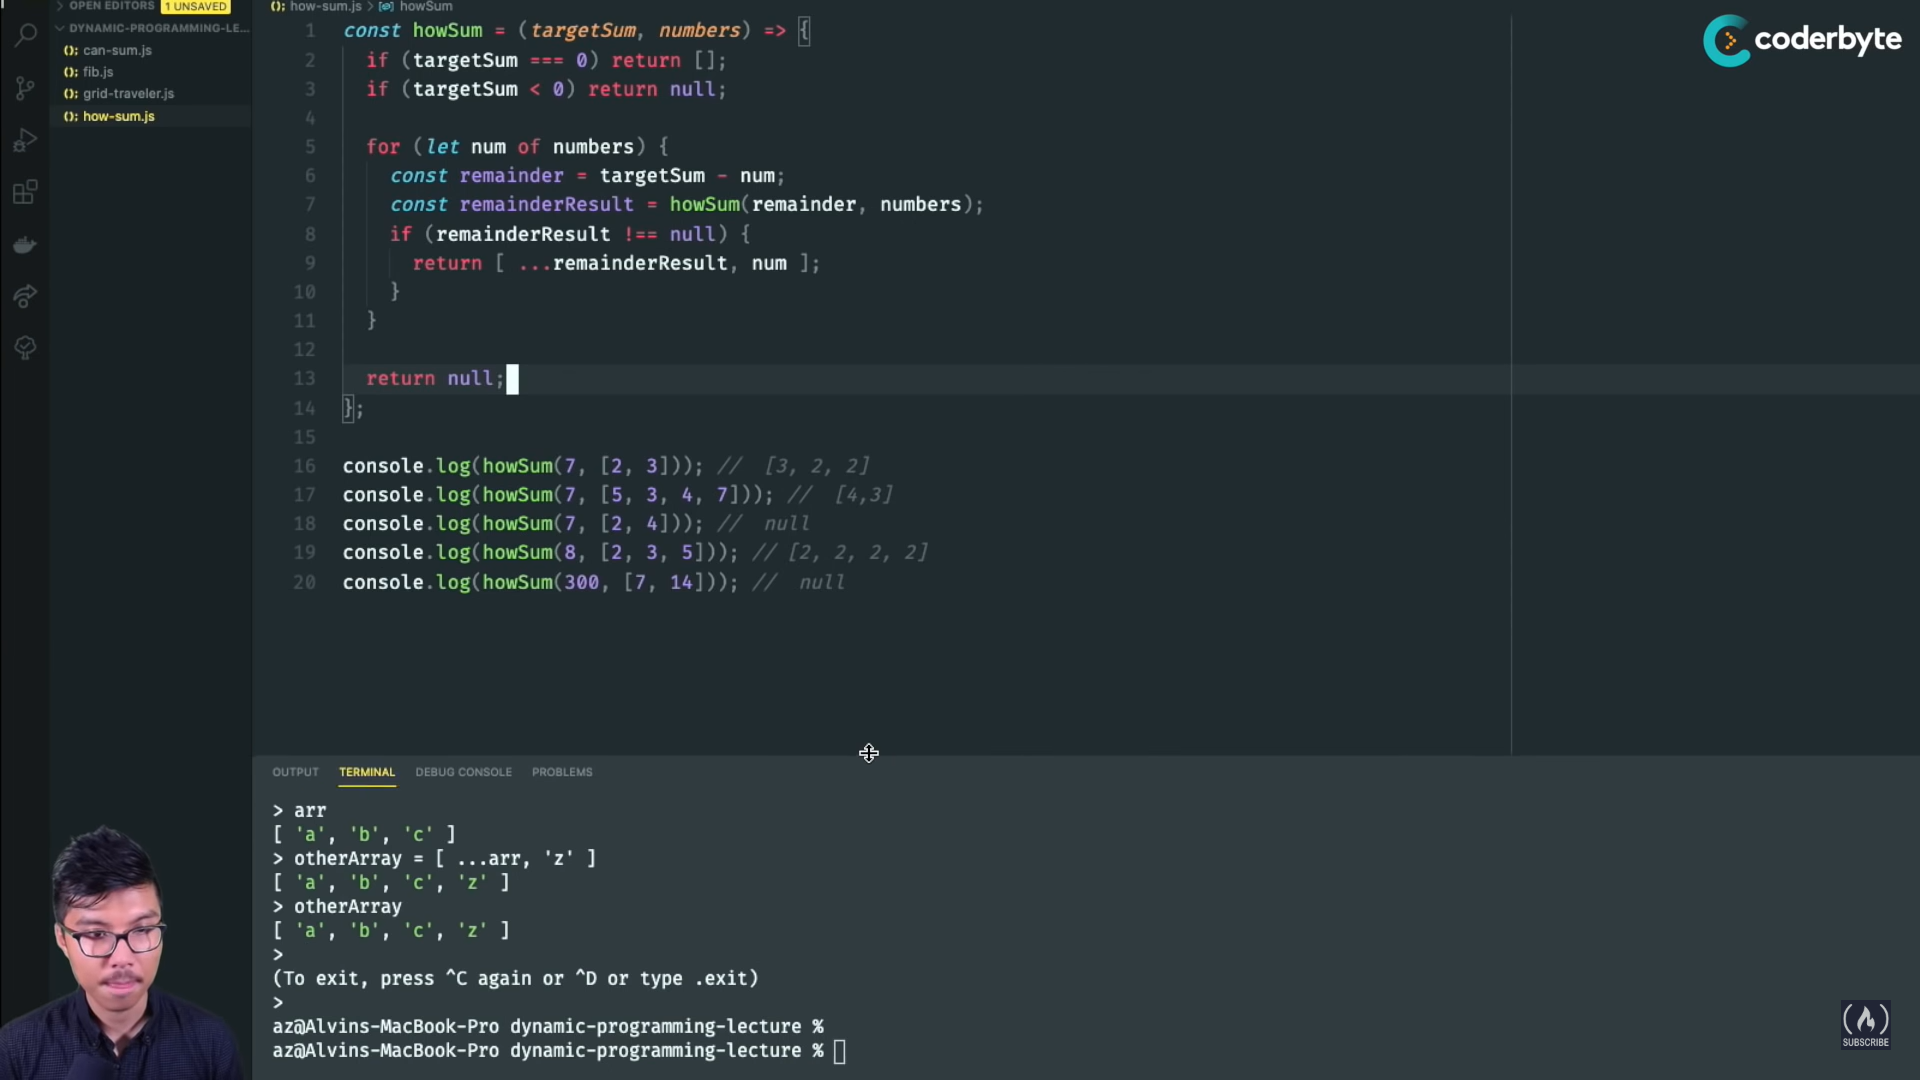 OPEN EDITORS 1 UNSAVED
DYNAMIC-PROGRAMMING-LE...
can-sum.js
fib.js
grid-traveler.js
how-sum.js
how-sum.js > howSum
coderbyte
1 const howSum = (targetSum, numbers) => {
2 if (targetSum === 0) return [];
3 if (targetSum < 0) return null;
4
5 for (let num of numbers) {
6 const remainder = targetSum - num;
7 const remainderResult = howSum(remainder, numbers);
8 if (remainderResult !== null) {
9 return [ ...remainderResult, num ];
10 }
11 }
12
13 return null;
14 };
15
16 console.log(howSum(7, [2, 3])); // [3, 2, 2]
17 console.log(howSum(7, [5, 3, 4, 7])); // [4,3]
18 console.log(howSum(7, [2, 4])); // null
19 console.log(howSum(8, [2, 3, 5])); // [2, 2, 2, 2]
20 console.log(howSum(300, [7, 14])); // null
OUTPUT TERMINAL DEBUG CONSOLE PROBLEMS
> arr
[ 'a', 'b', 'c' ]
> otherArray = [ ...arr, 'z' ]
[ 'a', 'b', 'c', 'z' ]
> otherArray
[ 'a', 'b', 'c', 'z' ]
>
(To exit, press ^C again or ^D or type .exit)
>
az@Alvins-MacBook-Pro dynamic-programming-lecture %
az@Alvins-MacBook-Pro dynamic-programming-lecture %
SUBSCRIBE